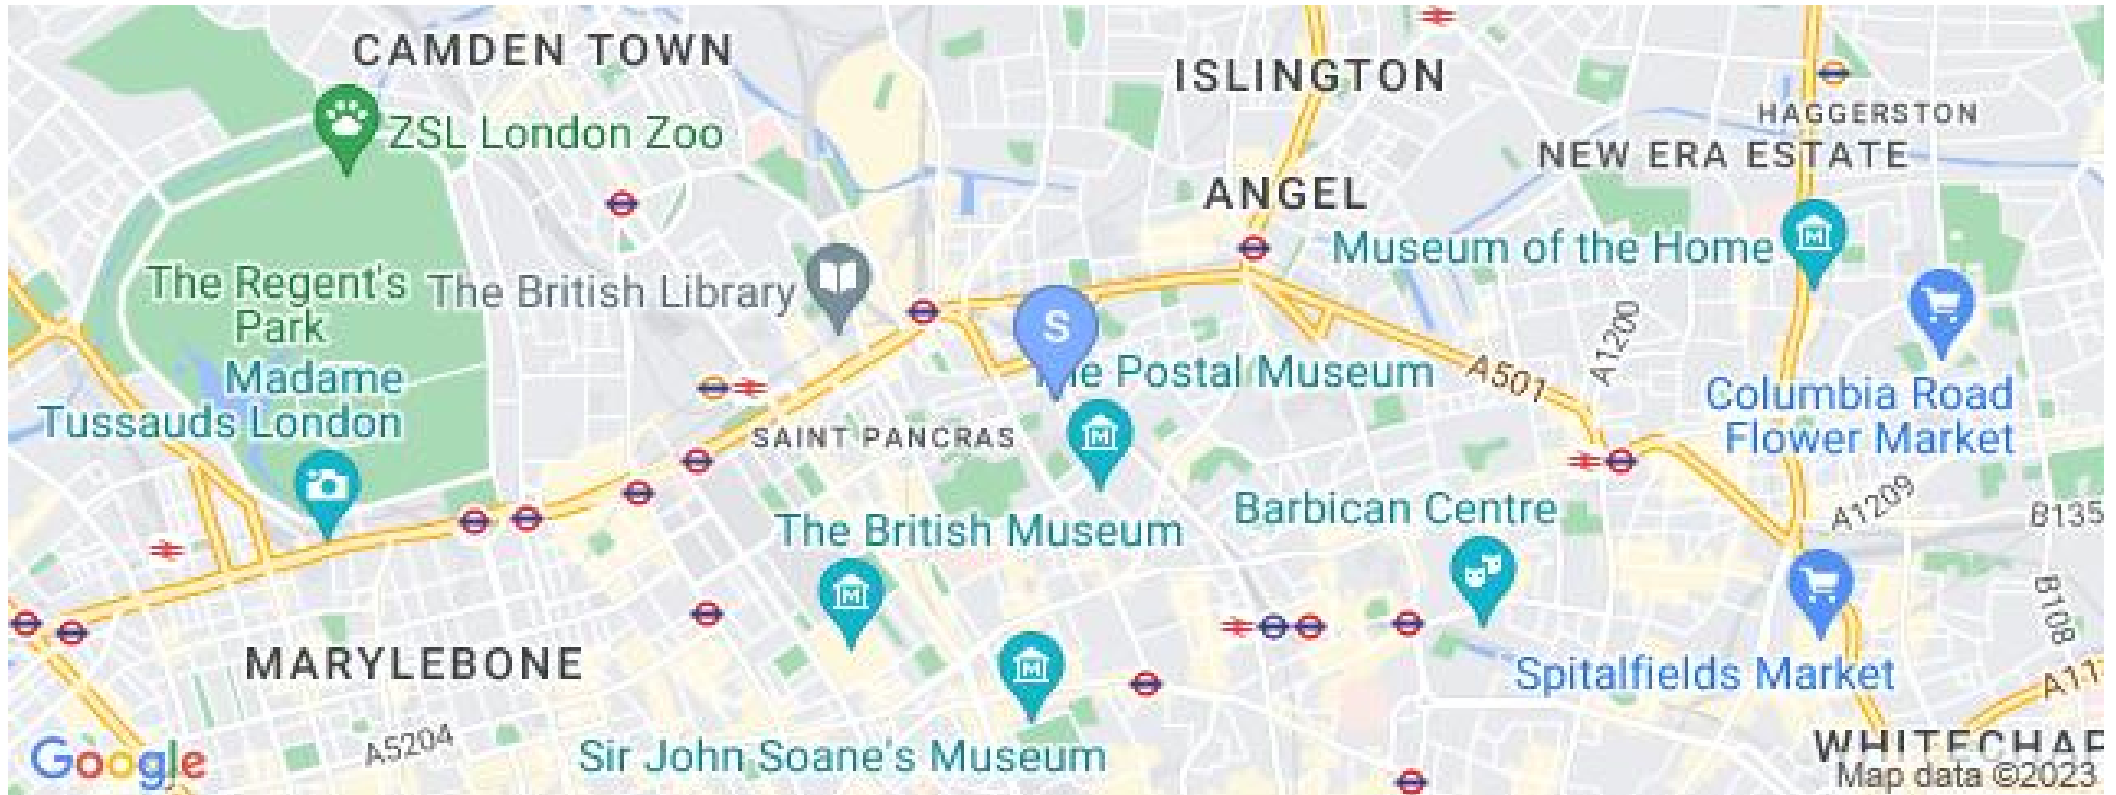 CAMDEN TOWN
ISLINGTON
ZSL London Zoo
HAGGERSTON
NEW ERA ESTATE
ANGEL
Museum of the Home
The Regent's
Park
The British Library
S
A1200
Madame
Tussauds London
Postal Museum
A501
Columbia Road
Flower Market
SAINT PANCRAS
The British Museum
Barbican Centre
A1209
B135
B108
MARYLEBONE
Spitalfields Market
A11
A5204
Sir John Soane's Museum
Google
WHITECHAP
Map data ©2023